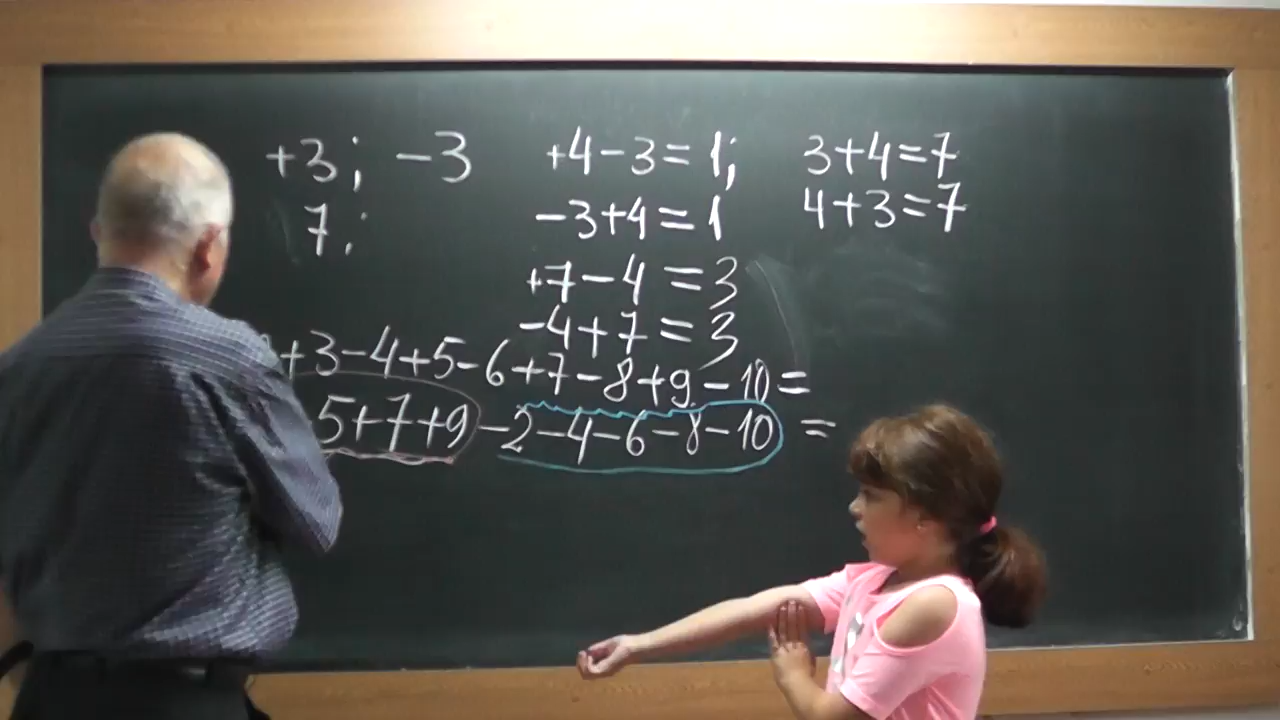 +3; −3 +4−3=1; 3+4=7
7; −3+4=1 4+3=7
+7−4=3
−4+7=3
+3−4+5−6+7−8+9−10=
5+7+9−2−4−6−8−10 =